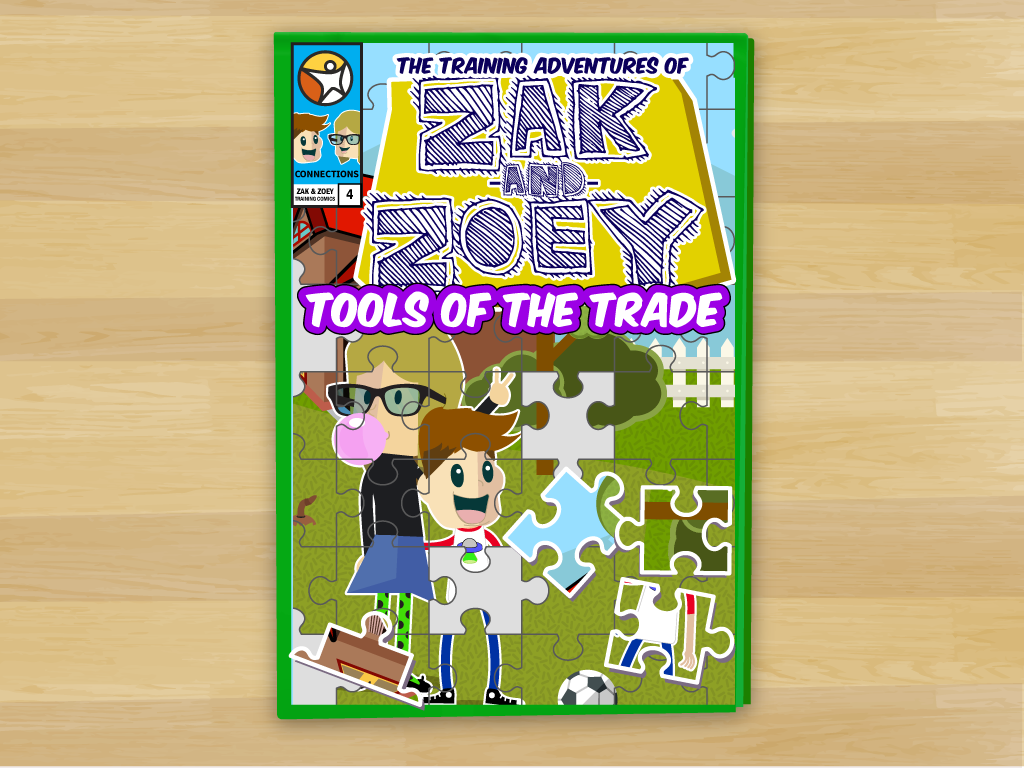 THE TRAINING ADVENTURES OF
ZAK
AND
ZOEY
TOOLS OF THE TRADE
CONNECTIONS
ZAK & ZOEY
TRAINING COMICS
4